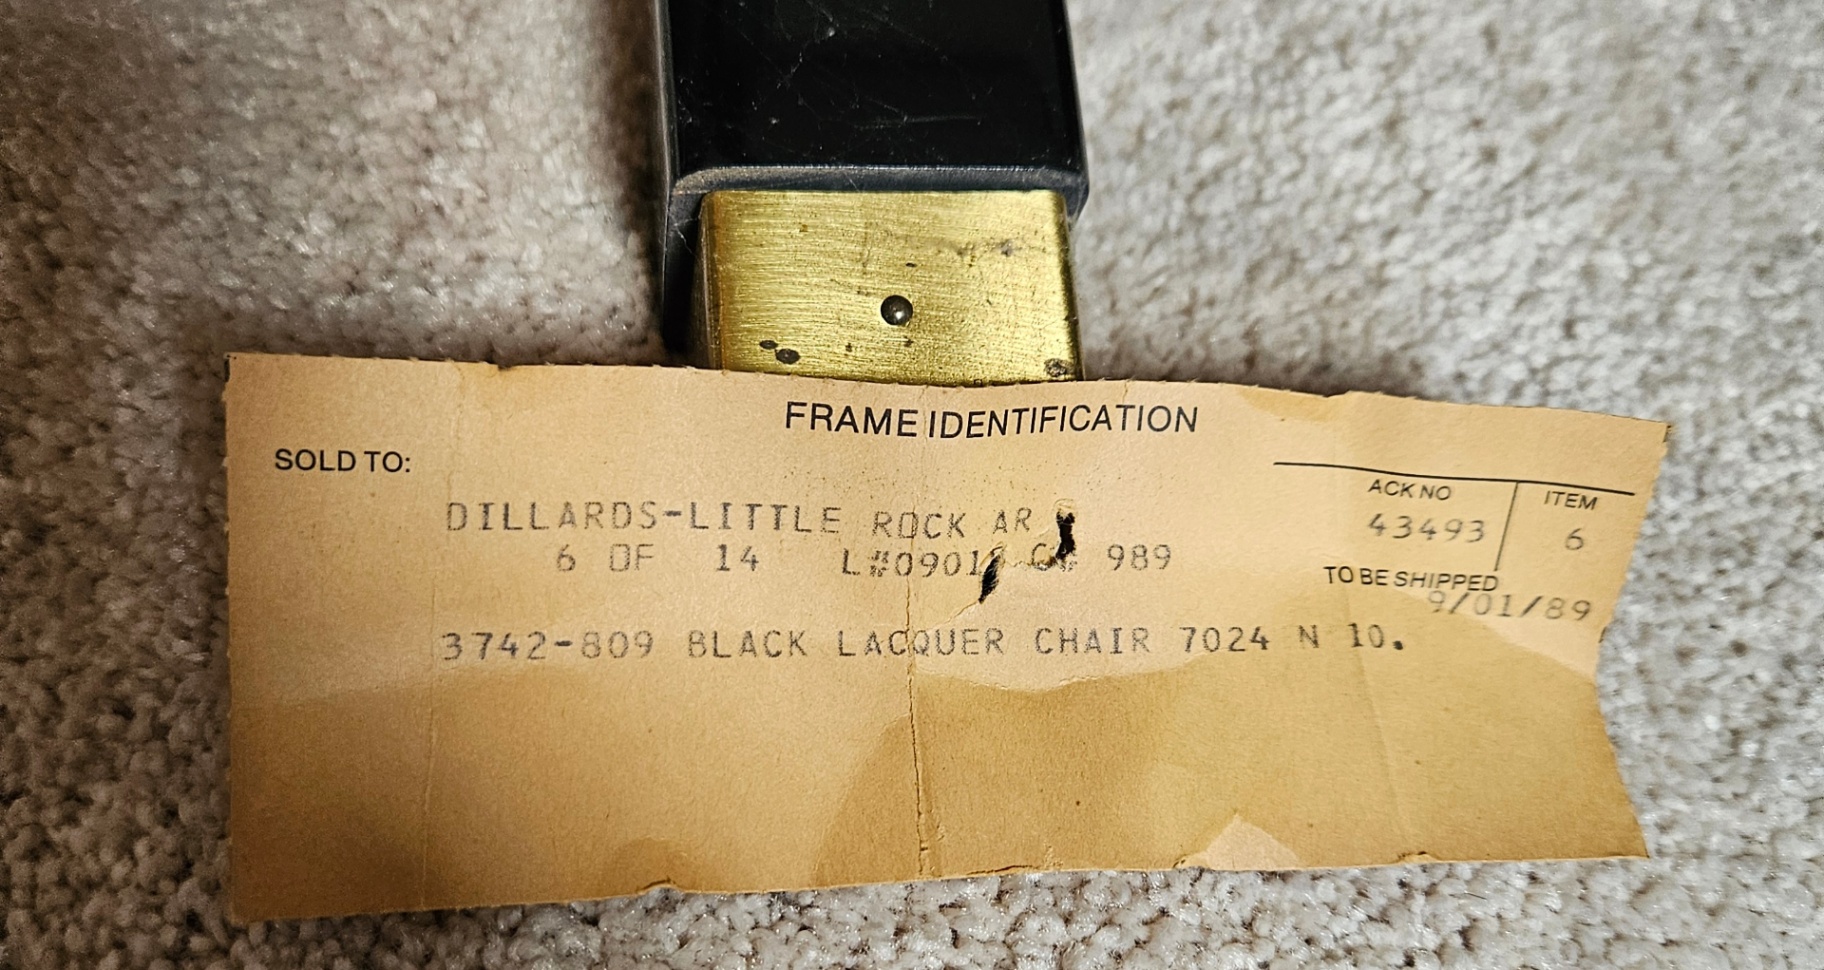 FRAME IDENTIFICATION
SOLD TO:
ACK NO ITEM
DILLARDS-LITTLE ROCK AR
43493 6
6 OF 14 989
TO BE SHIPPED
9/01/89
3742-809 BLACK LACQUER CHAIR 7024 N 10.